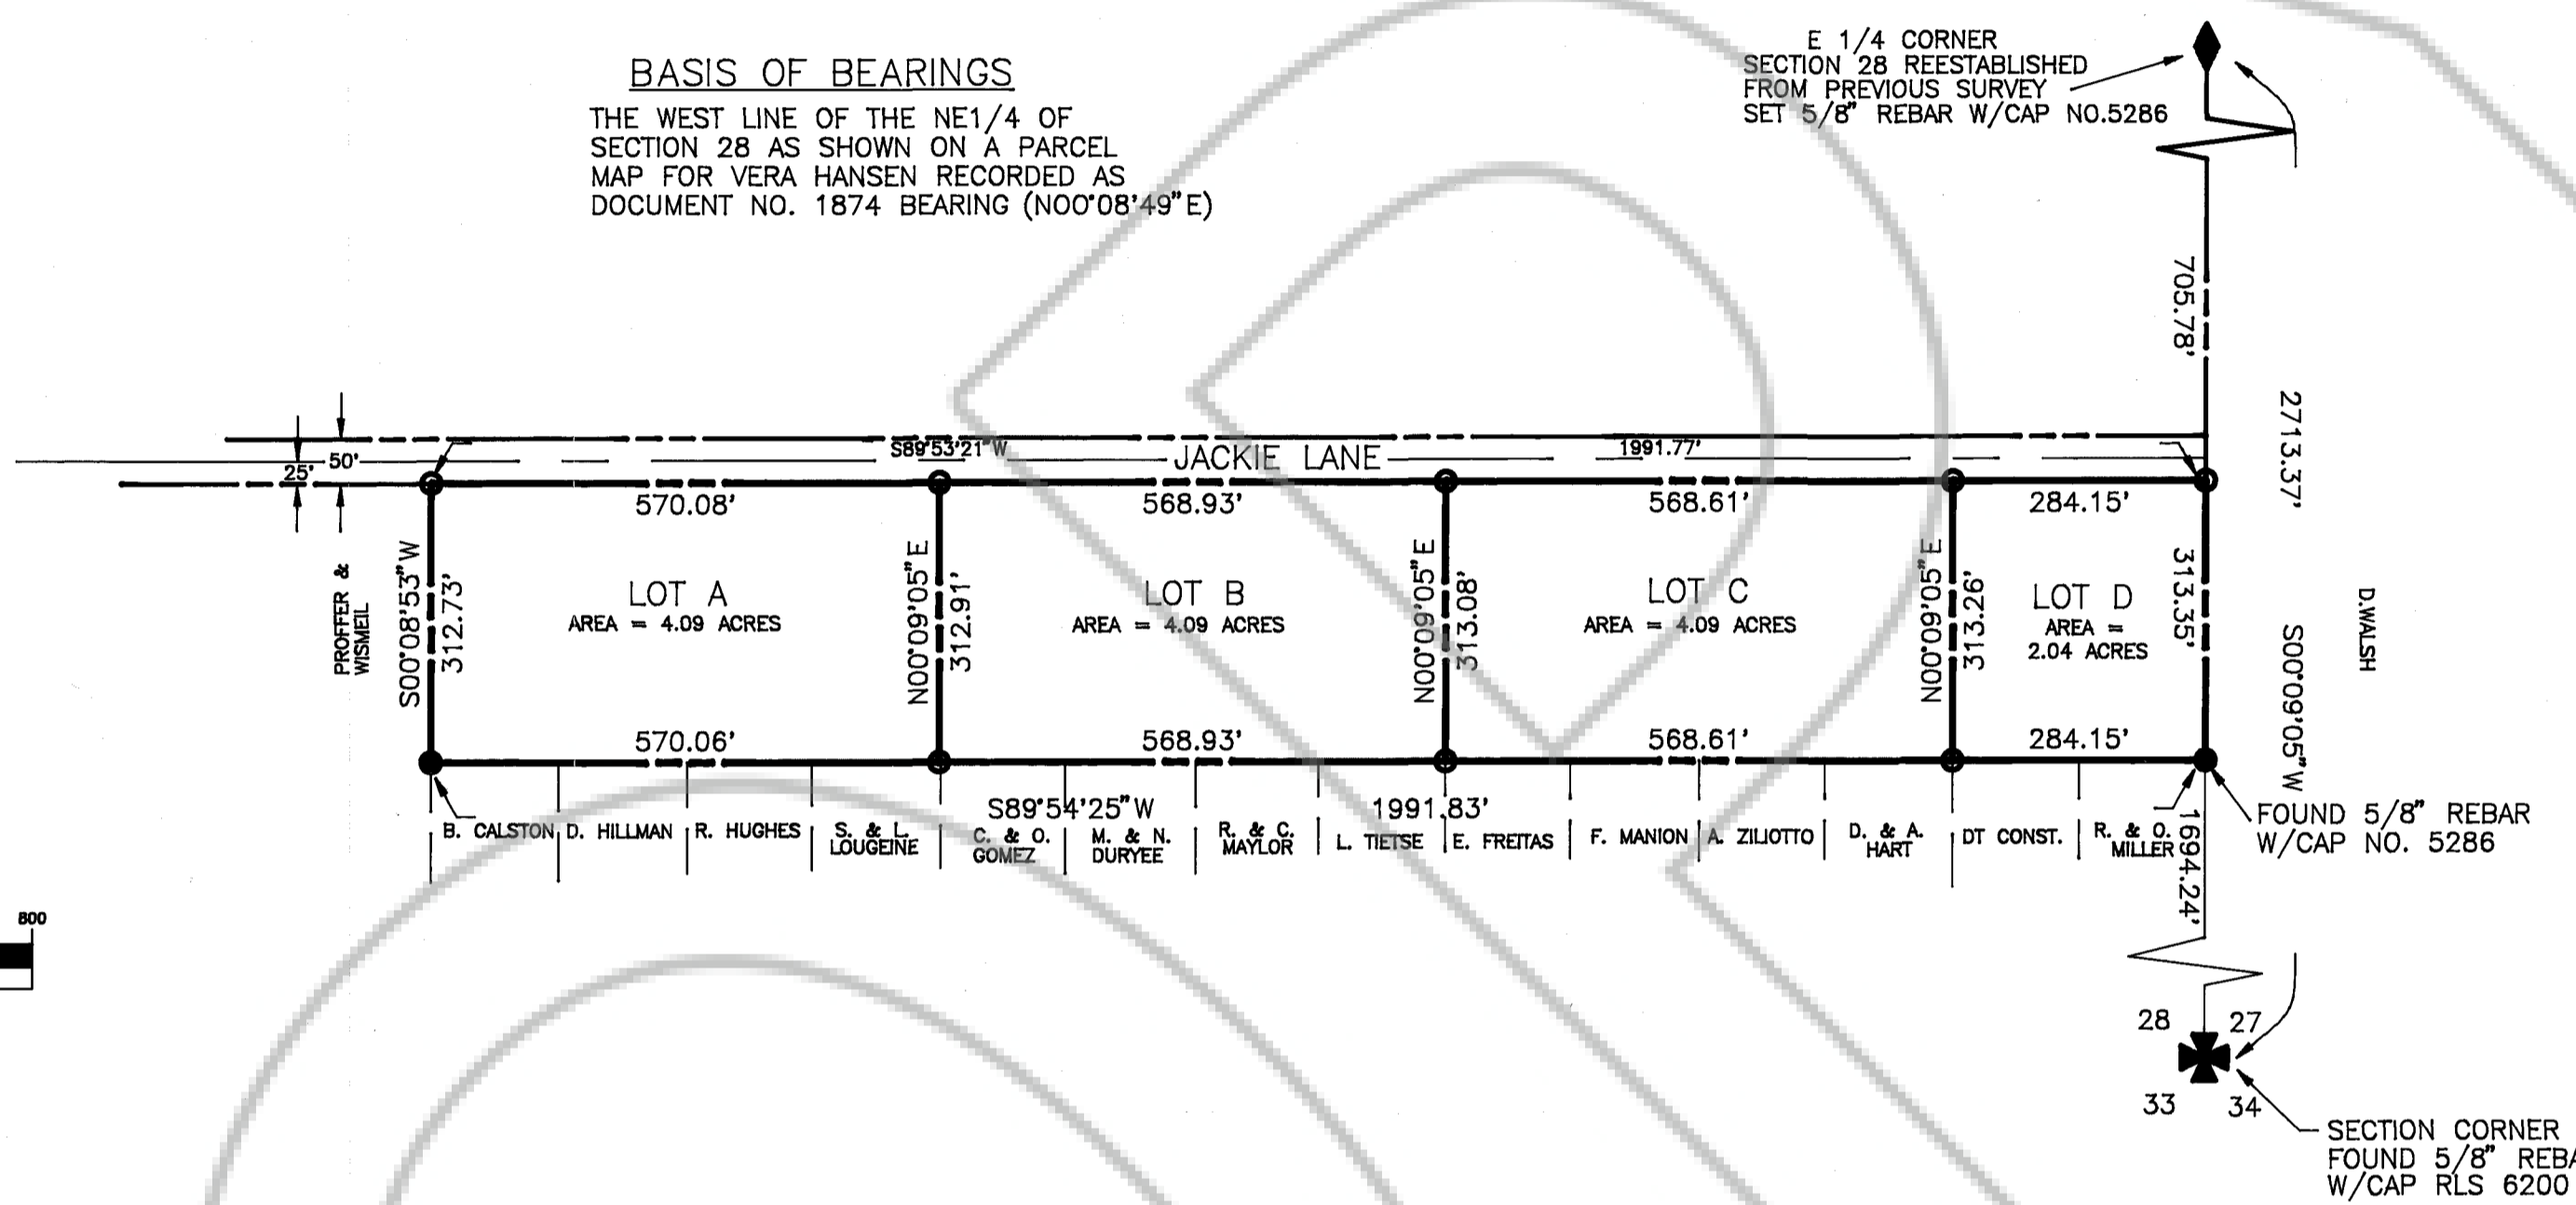 BASIS OF BEARINGS
THE WEST LINE OF THE NE1/4 OF
SECTION 28 AS SHOWN ON A PARCEL
MAP FOR VERA HANSEN RECORDED AS
DOCUMENT NO. 1874 BEARING (N00°08'49"E)
E 1/4 CORNER
SECTION 28 REESTABLISHED
FROM PREVIOUS SURVEY
SET 5/8" REBAR W/CAP NO.5286
705.78'
2713.37'
S00°09'05"W
D.WALSH
25'
50'
S89°53'21"W
JACKIE LANE
1991.77'
570.08'
568.93'
568.61'
284.15'
PROFFER &
WISMEIL
S00°08'53"W
312.73'
LOT A
AREA = 4.09 ACRES
N00°09'05"E
312.91'
LOT B
AREA = 4.09 ACRES
N00°09'05"E
313.08'
LOT C
AREA = 4.09 ACRES
N00°09'05"E
313.26'
LOT D
AREA =
2.04 ACRES
313.35'
570.06'
568.93'
568.61'
284.15'
S89°54'25"W
1991.83'
B. CALSTON
D. HILLMAN
R. HUGHES
S. & L.
LOUGEINE
C. & O.
GOMEZ
M. & N.
DURYEE
R. & C.
MAYLOR
L. TIETSE
E. FREITAS
F. MANION
A. ZILIOTTO
D. & A.
HART
DT CONST.
R. & O.
MILLER
1694.24'
FOUND 5/8" REBAR
W/CAP NO. 5286
800
28
27
33
34
SECTION CORNER
FOUND 5/8" REBA
W/CAP RLS 6200